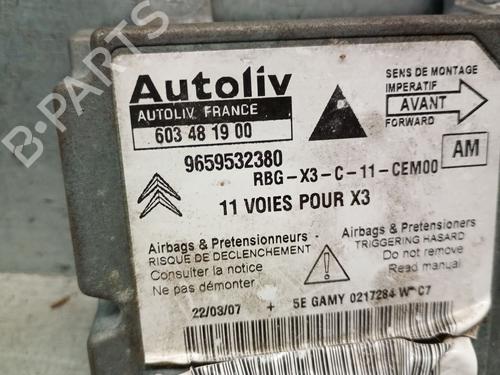 Autoliv
AUTOLIV FRANCE
603 48 19 00
SENS DE MONTAGE
IMPERATIF
AVANT
FORWARD
9659532380
RBG-X3-C-11-CEM00
AM
11 VOIES POUR X3
Airbags & Pretensionneurs
RISQUE DE DECLENCHEMENT
Consulter la notice
Ne pas démonter
Airbags & Pretensioners
TRIGGERING HASARD
Do not remove
Read manual
22/03/07 + 5E GAMY 0217284 W C7
B-PARTS